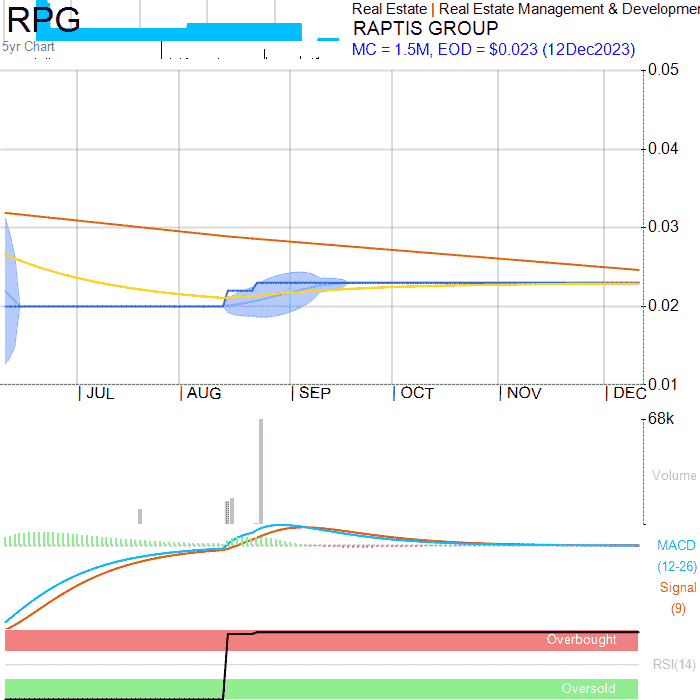 RPG
5yr Chart
Real Estate | Real Estate Management & Developmen
RAPTIS GROUP
MC = 1.5M, EOD = $0.023 (12Dec2023)
0.05
0.04
0.03
0.02
0.01
| JUL | AUG | SEP | OCT | NOV | DEC
68k
Volume
MACD
(12-26)
Signal
(9)
Overbought
RSI(14)
Oversold